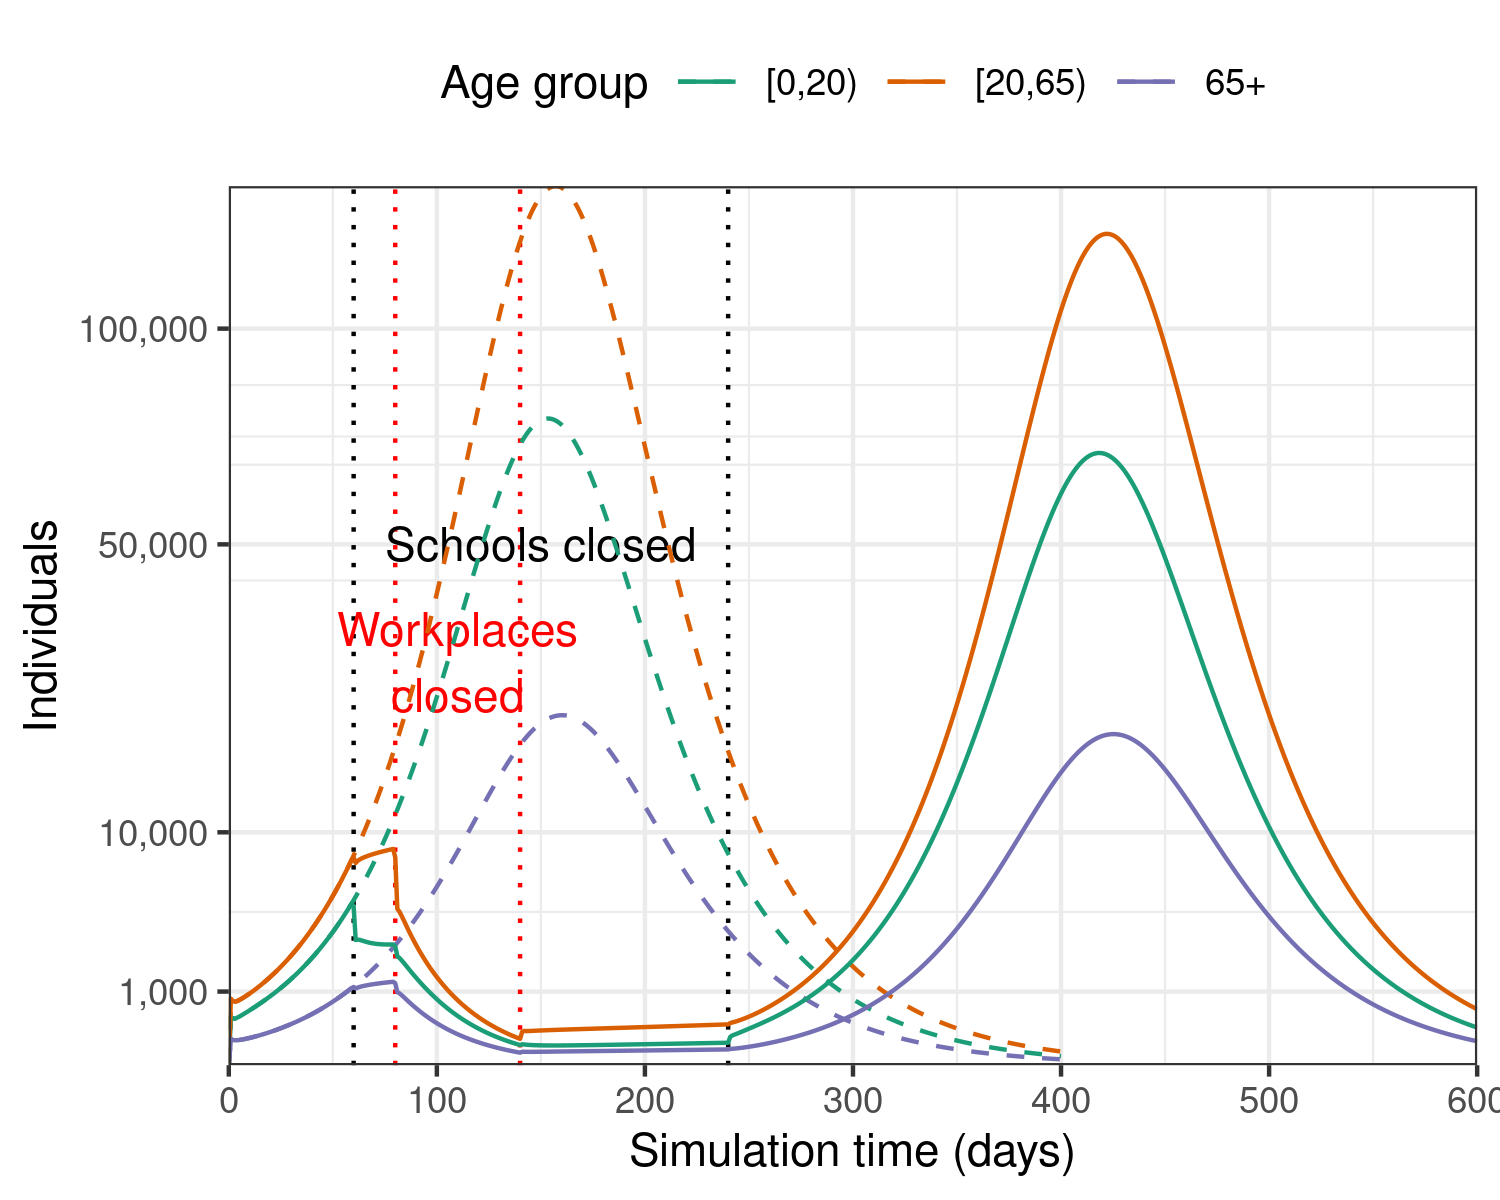 Age group [0,20) [20,65) 65+
100,000
50,000
10,000
1,000
Individuals
Schools closed
Workplaces
closed
0 100 200 300 400 500 600
Simulation time (days)